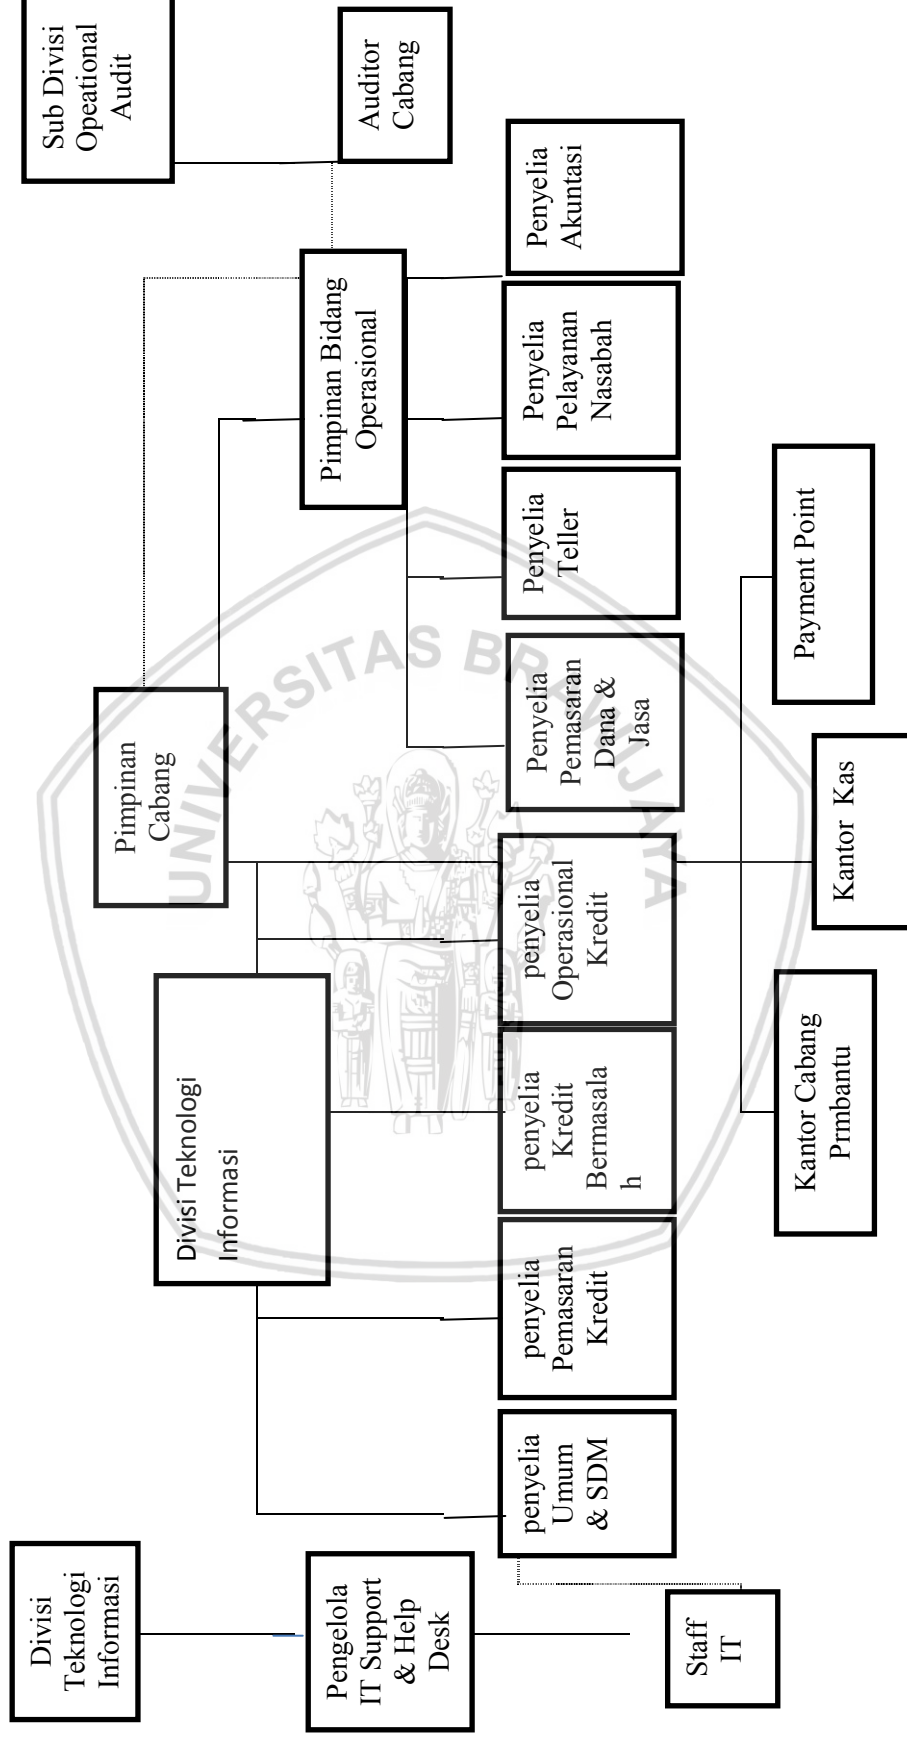 Divisi
Teknologi
Informasi
Pengelola
IT Support
& Help
Desk
Staff
IT
Divisi Teknologi
Informasi
Pimpinan
Cabang
Pimpinan Bidang
Operasional
Sub Divisi
Opeational
Audit
Auditor
Cabang
penyelia
Umum
& SDM
penyelia
Pemasaran
Kredit
penyelia
Kredit
Bermasala
h
penyelia
Operasional
Kredit
Penyelia
Pemasaran
Dana &
Jasa
Penyelia
Teller
Penyelia
Pelayanan
Nasabah
Penyelia
Akuntasi
Kantor Cabang
Prmbantu
Kantor Kas
Payment Point
UNIVERSITAS BRAWIJAYA